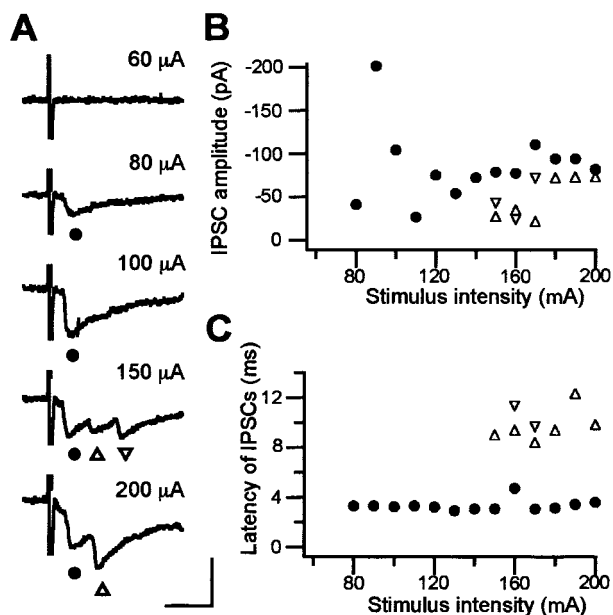 A
60 µA
80 µA
100 µA
150 µA
200 µA
B
IPSC amplitude (pA)
-200
-150
-100
-50
0
80
120
160
200
Stimulus intensity (mA)
C
Latency of IPSCs (ms)
12
8
4
0
80
120
160
200
Stimulus intensity (mA)